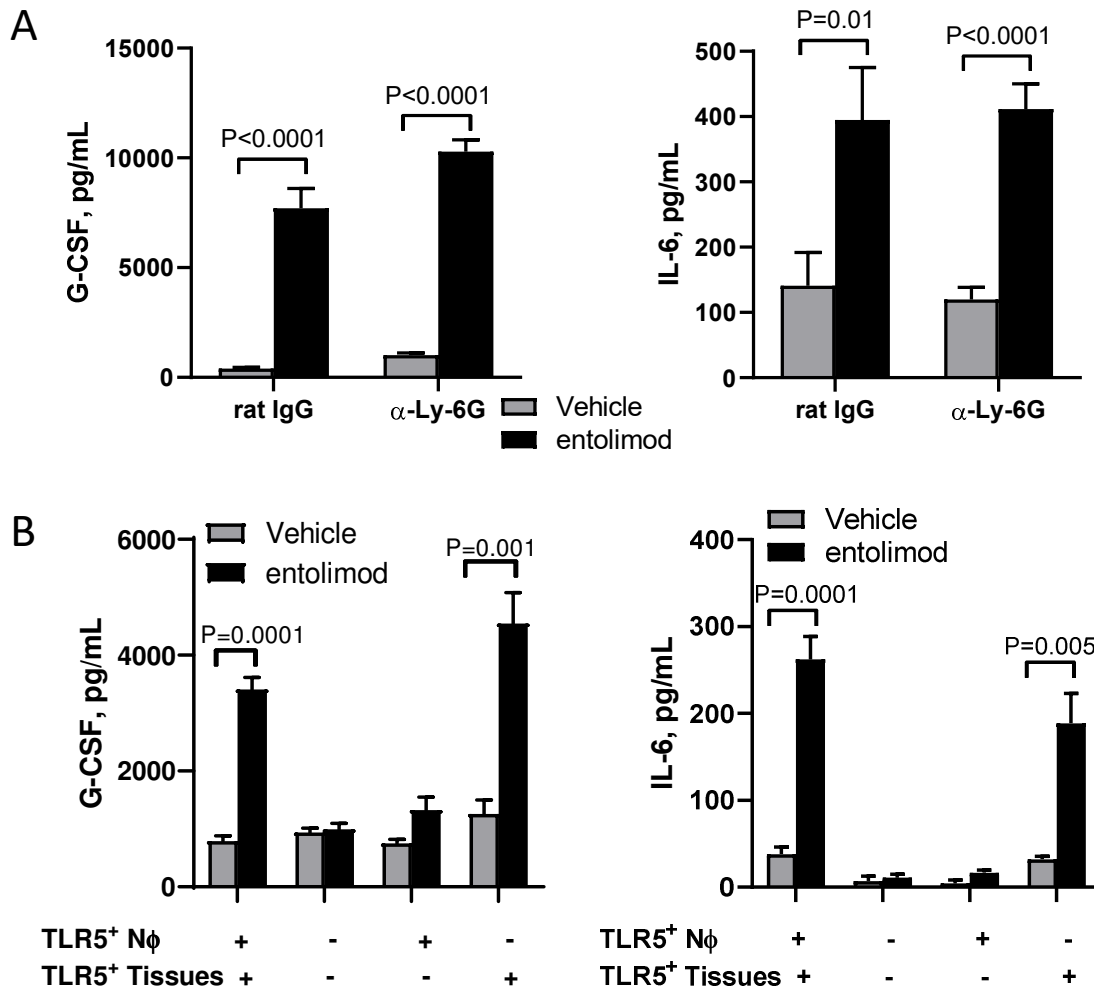 A
15000
10000
5000
0
G-CSF, pg/mL
P<0.0001
P<0.0001
rat IgG
α-Ly-6G
500
400
300
200
100
0
IL-6, pg/mL
P=0.01
P<0.0001
rat IgG
α-Ly-6G
Vehicle
entolimod
B
6000
4000
2000
0
G-CSF, pg/mL
Vehicle
entolimod
P=0.0001
P=0.001
400
300
200
100
0
IL-6, pg/mL
Vehicle
entolimod
P=0.0001
P=0.005
TLR5⁺ Nϕ + - + -
TLR5⁺ Tissues + - - +
TLR5⁺ Nϕ + - + -
TLR5⁺ Tissues + - - +